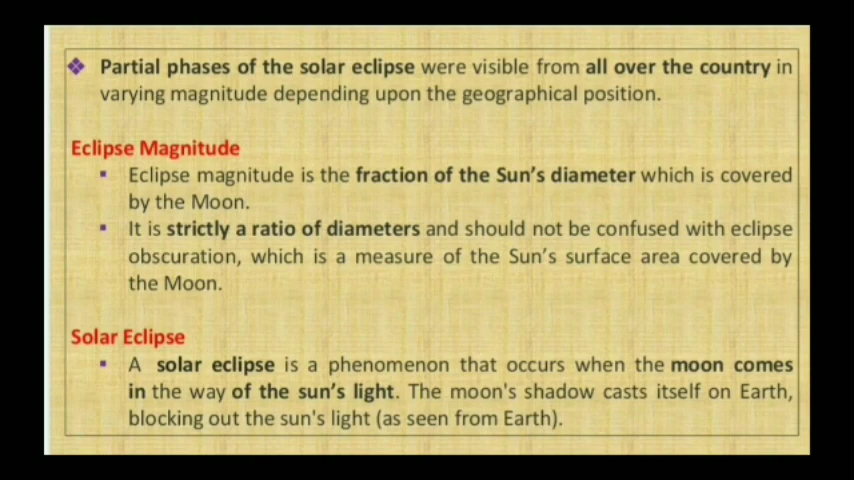 ❖ Partial phases of the solar eclipse were visible from all over the country in
varying magnitude depending upon the geographical position.
Eclipse Magnitude
▪ Eclipse magnitude is the fraction of the Sun’s diameter which is covered
by the Moon.
▪ It is strictly a ratio of diameters and should not be confused with eclipse
obscuration, which is a measure of the Sun’s surface area covered by
the Moon.
Solar Eclipse
▪ A solar eclipse is a phenomenon that occurs when the moon comes
in the way of the sun’s light. The moon's shadow casts itself on Earth,
blocking out the sun's light (as seen from Earth).